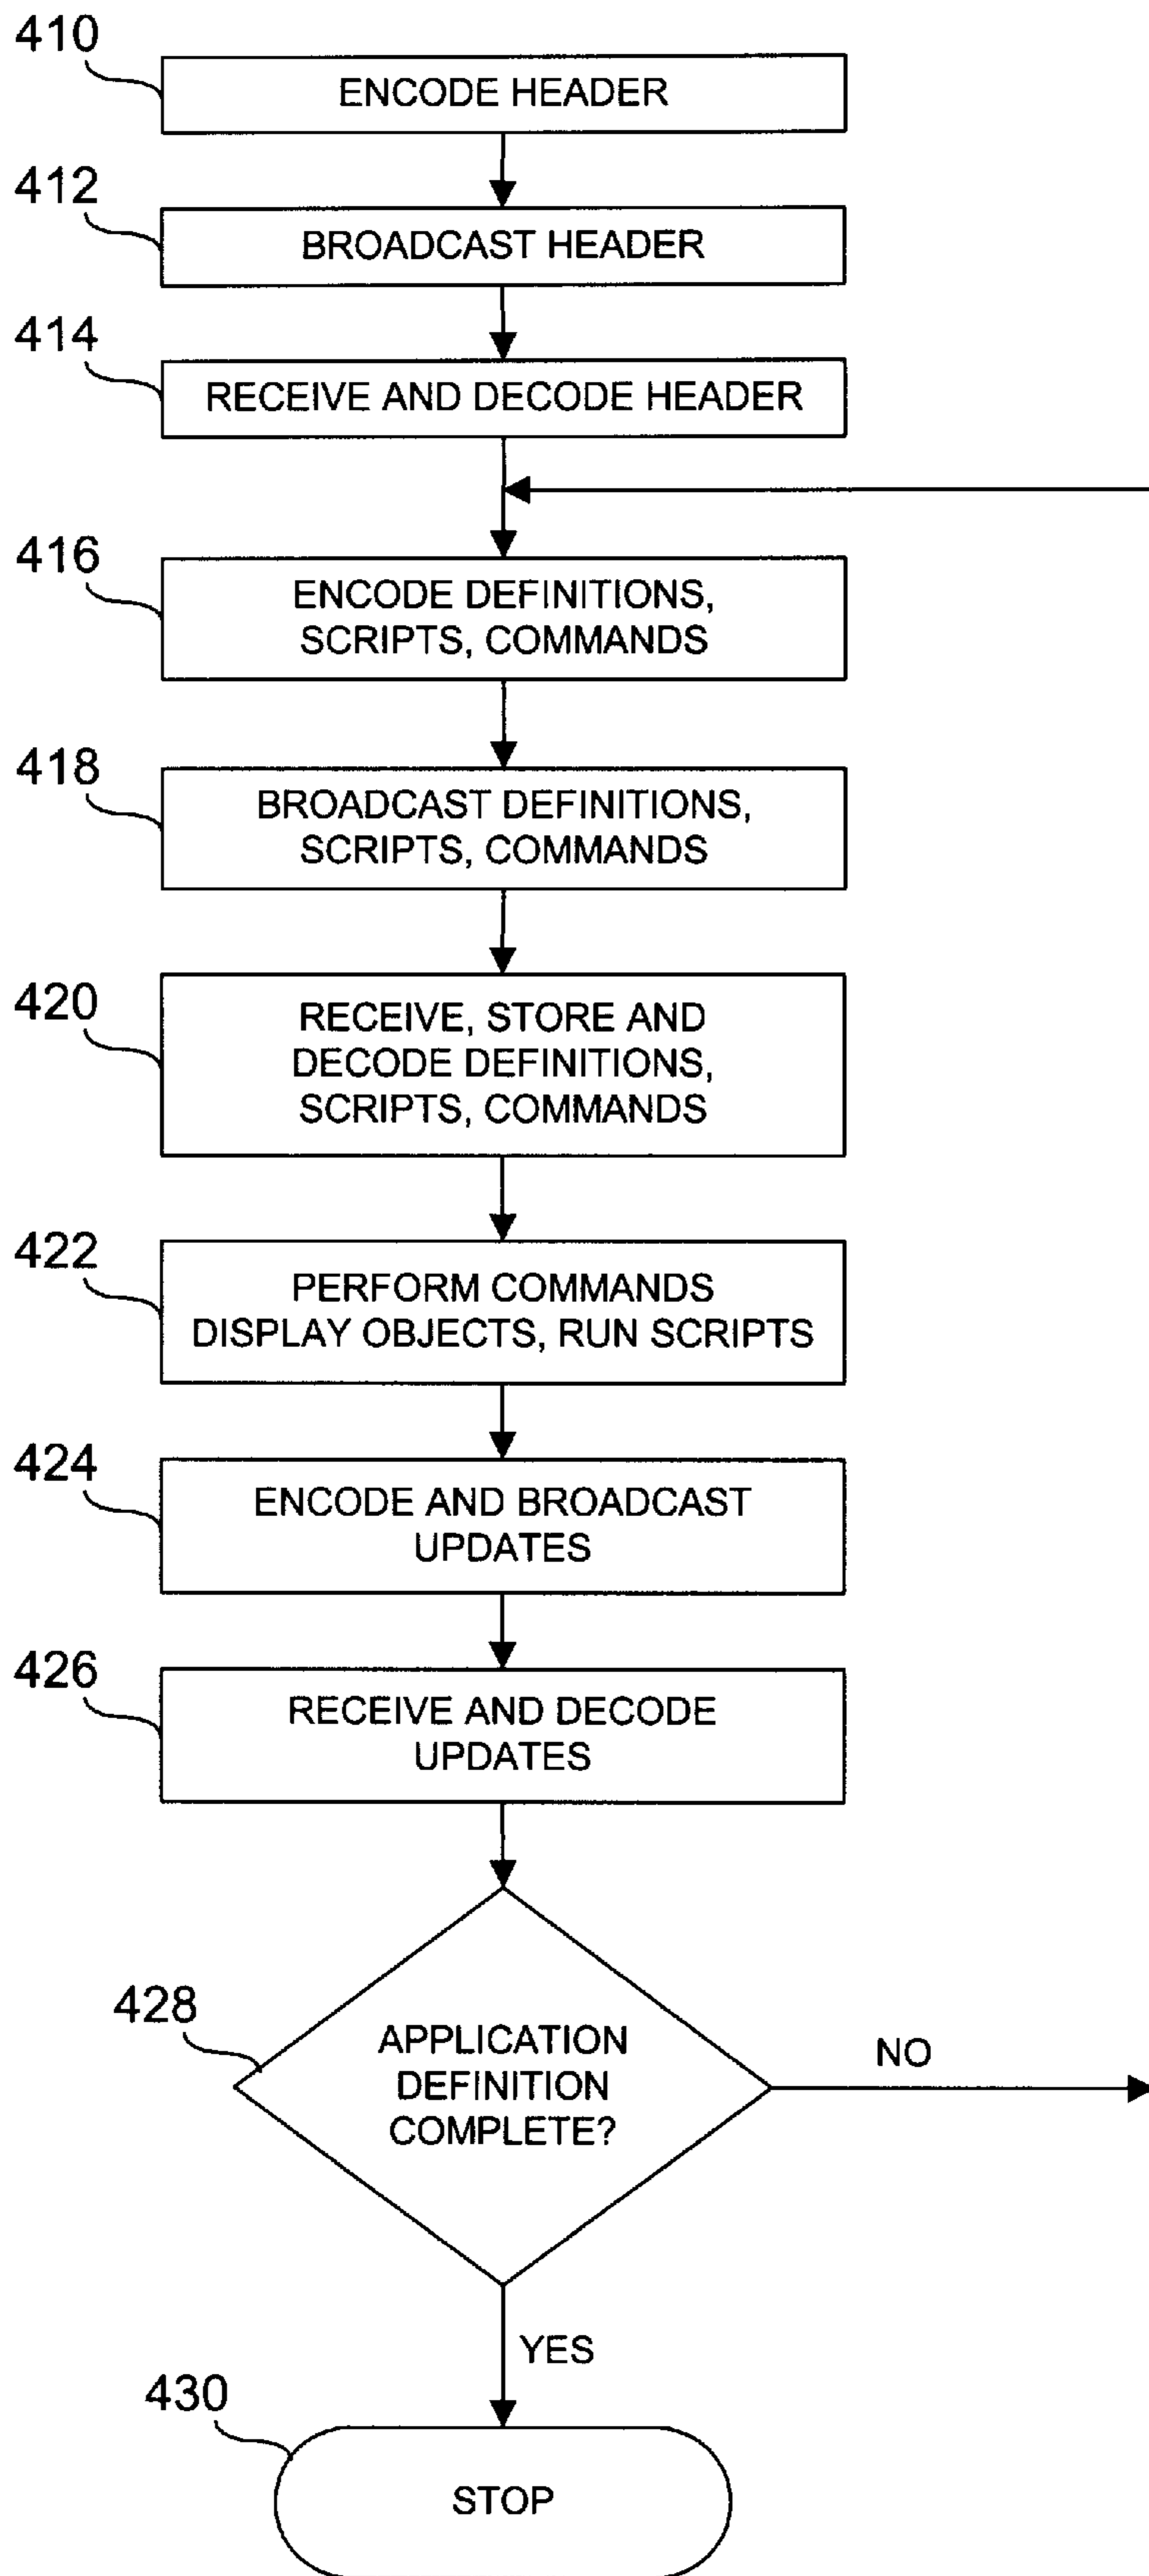 410
ENCODE HEADER
412
BROADCAST HEADER
414
RECEIVE AND DECODE HEADER
416
ENCODE DEFINITIONS,
SCRIPTS, COMMANDS
418
BROADCAST DEFINITIONS,
SCRIPTS, COMMANDS
420
RECEIVE, STORE AND
DECODE DEFINITIONS,
SCRIPTS, COMMANDS
422
PERFORM COMMANDS
DISPLAY OBJECTS, RUN SCRIPTS
424
ENCODE AND BROADCAST
UPDATES
426
RECEIVE AND DECODE
UPDATES
428
APPLICATION
DEFINITION
COMPLETE?
NO
YES
430
STOP